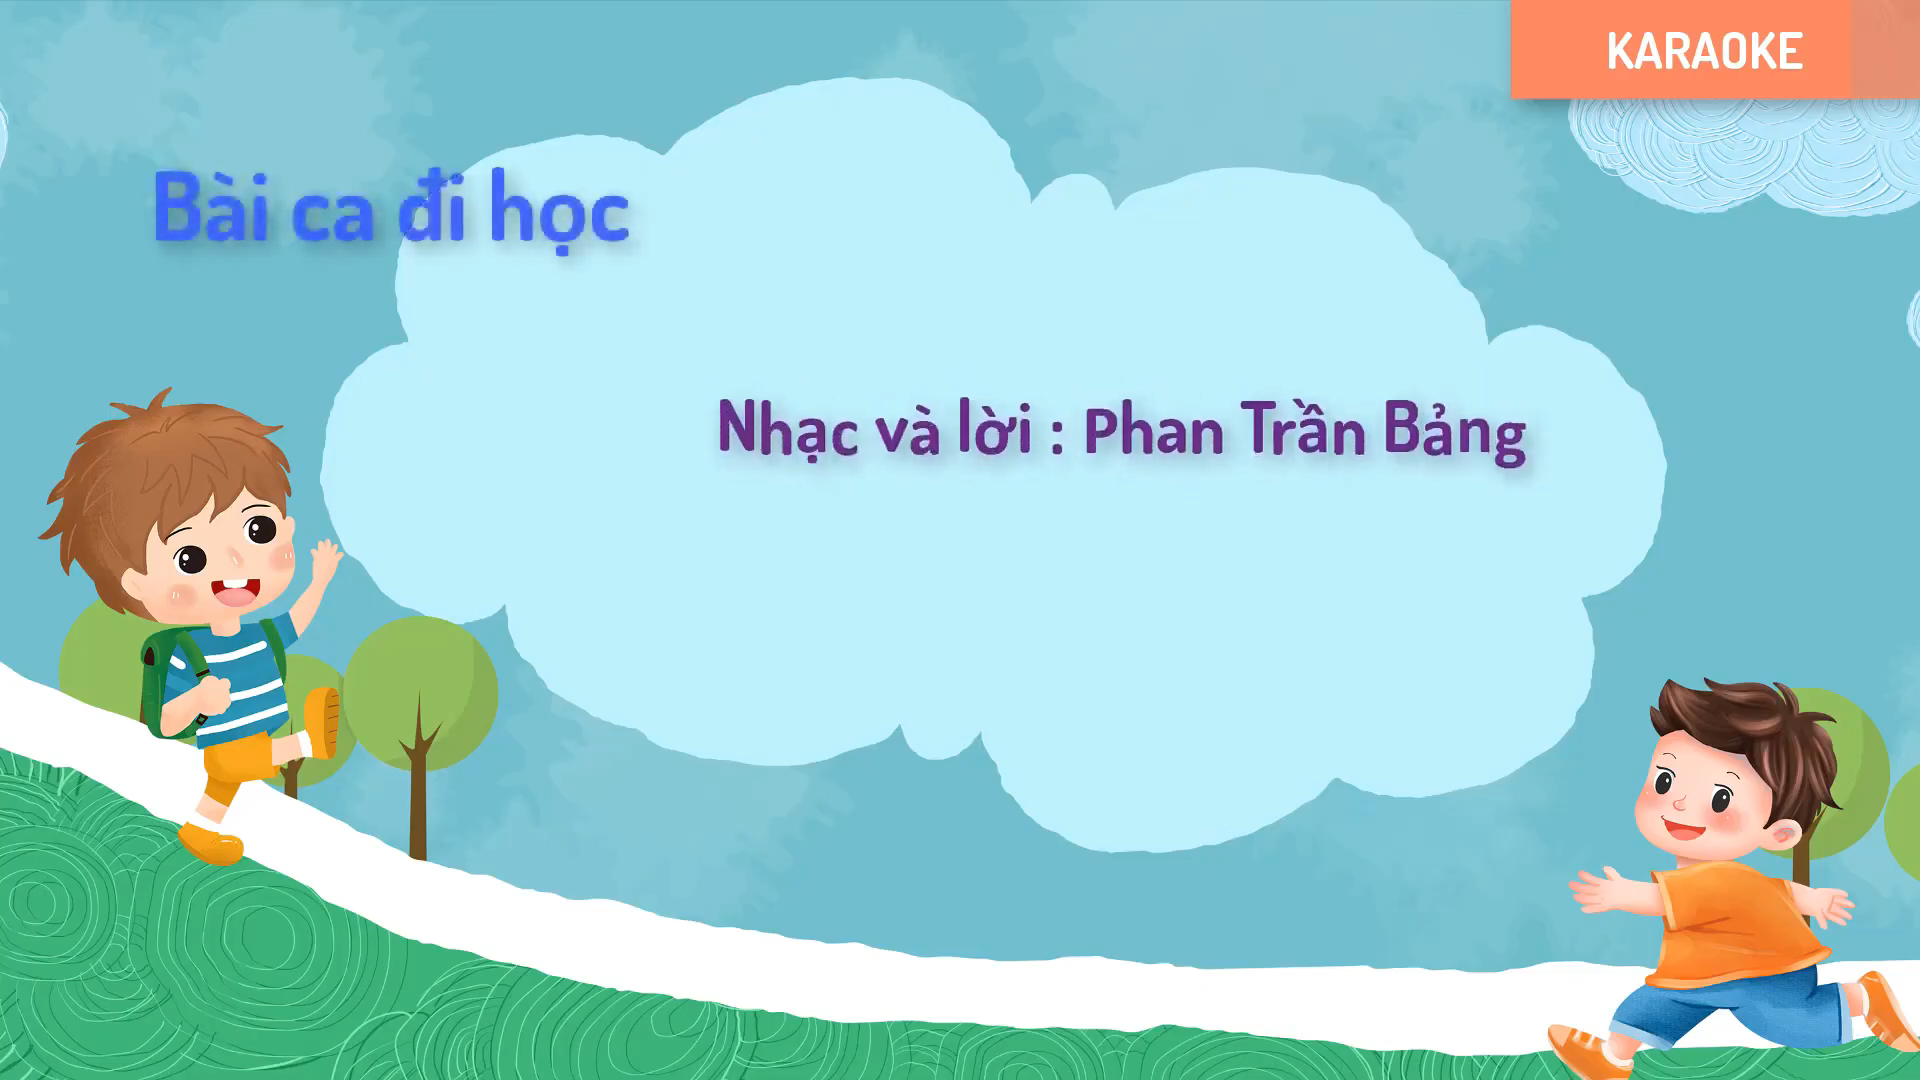 KARAOKE
Bài ca đi học
Nhạc và lời : Phan Trần Bảng